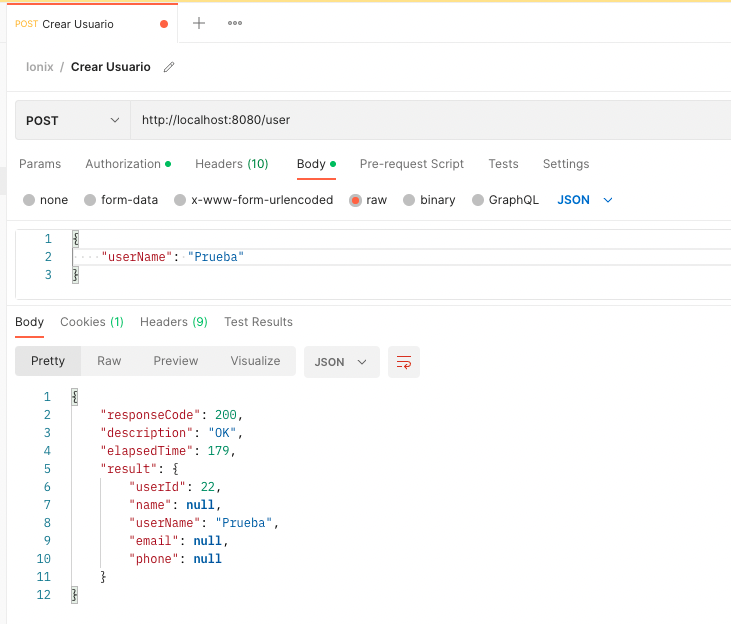 POST Crear Usuario
Ionix / Crear Usuario
POST http://localhost:8080/user
Params Authorization Headers (10) Body Pre-request Script Tests Settings
none form-data x-www-form-urlencoded raw binary GraphQL JSON
1 {
2 "userName": "Prueba"
3 }
Body Cookies (1) Headers (9) Test Results
Pretty Raw Preview Visualize JSON
1 {
2 "responseCode": 200,
3 "description": "OK",
4 "elapsedTime": 179,
5 "result": {
6 "userId": 22,
7 "name": null,
8 "userName": "Prueba",
9 "email": null,
10 "phone": null
11 }
12 }